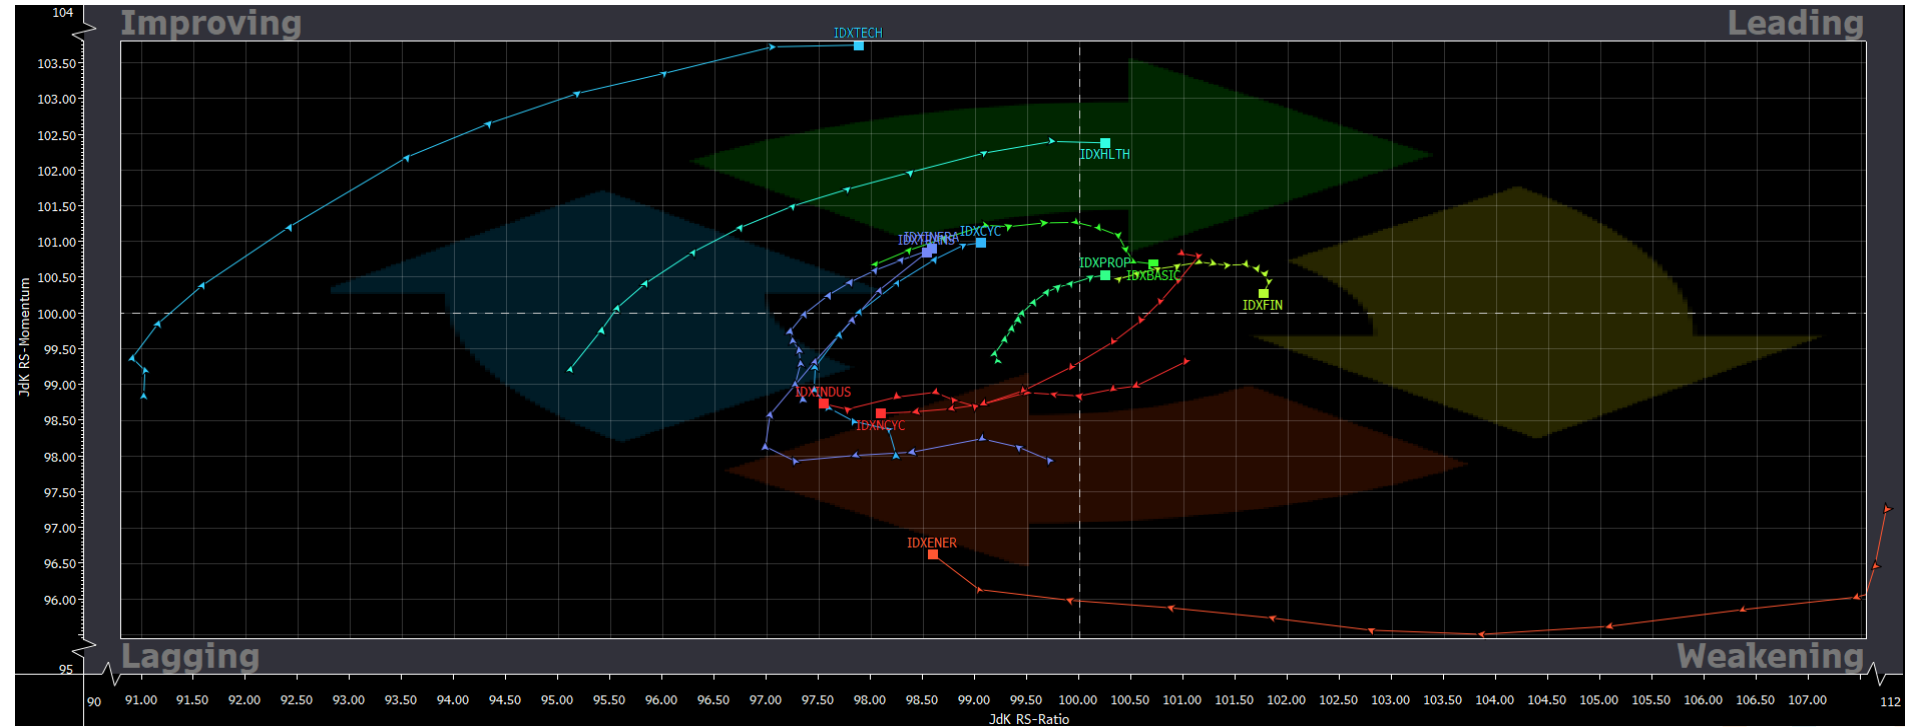 104
Improving
Leading
IDXTECH
103.50
103.00
102.50
102.00
101.50
101.00
100.50
100.00
99.50
99.00
98.50
98.00
97.50
97.00
96.50
96.00
95
JdK RS-Momentum
IDXHLTH
IDXINFRA
IDXCYC
IDXTRANS
IDXPROP
IDXBASIC
IDXFIN
IDXINDUS
IDXNCYC
IDXENER
Lagging
Weakening
90 91.00 91.50 92.00 92.50 93.00 93.50 94.00 94.50 95.00 95.50 96.00 96.50 97.00 97.50 98.00 98.50 99.00 99.50 100.00 100.50 101.00 101.50 102.00 102.50 103.00 103.50 104.00 104.50 105.00 105.50 106.00 106.50 107.00 112
JdK RS-Ratio